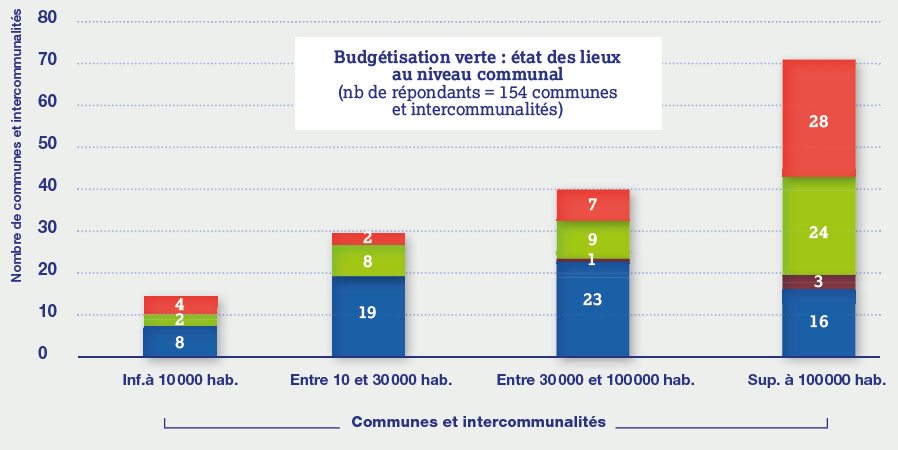 Nombre de communes et intercommunalités
80
70
60
50
40
30
20
10
0
Budgétisation verte : état des lieux
au niveau communal
(nb de répondants = 154 communes
et intercommunalités)
4
2
8
2
8
19
7
9
1
23
28
24
3
16
Inf.à 10 000 hab.
Entre 10 et 30 000 hab.
Entre 30 000 et 100 000 hab.
Sup. à 100 000 hab.
Communes et intercommunalités